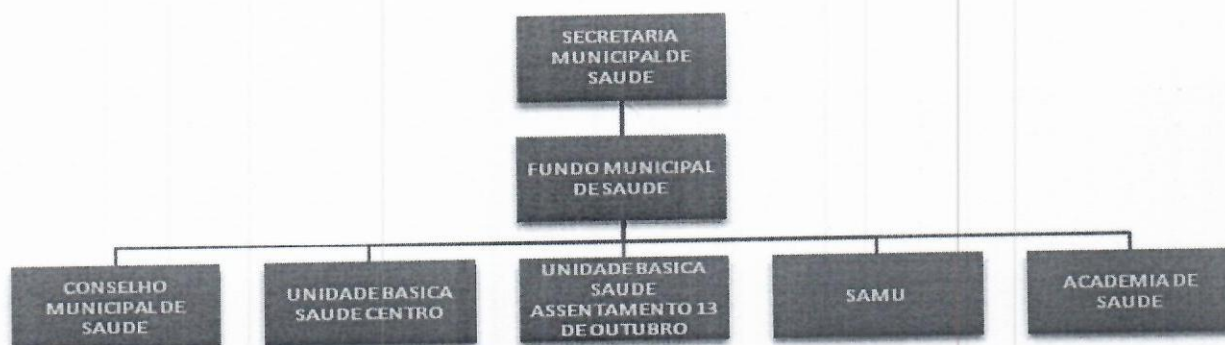 SECRETARIA
MUNICIPAL DE
SAUDE
FUNDO MUNICIPAL
DE SAUDE
CONSELHO
MUNICIPAL DE
SAUDE
UNIDADE BASICA
SAUDE CENTRO
UNIDADE BASICA
SAUDE
ASSENTAMENTO 13
DE OUTUBRO
SAMU
ACADEMIA DE
SAUDE